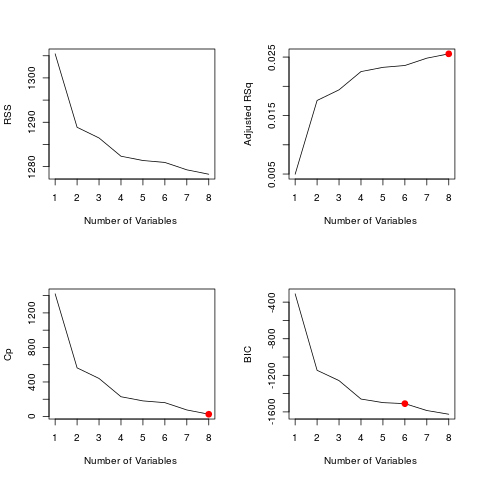 RSS
1280 1290 1300
1 2 3 4 5 6 7 8
Number of Variables
Adjusted RSq
0.005 0.015 0.025
1 2 3 4 5 6 7 8
Number of Variables
Cp
0 400 800 1200
1 2 3 4 5 6 7 8
Number of Variables
BIC
-1600 -1200 -800 -400
1 2 3 4 5 6 7 8
Number of Variables